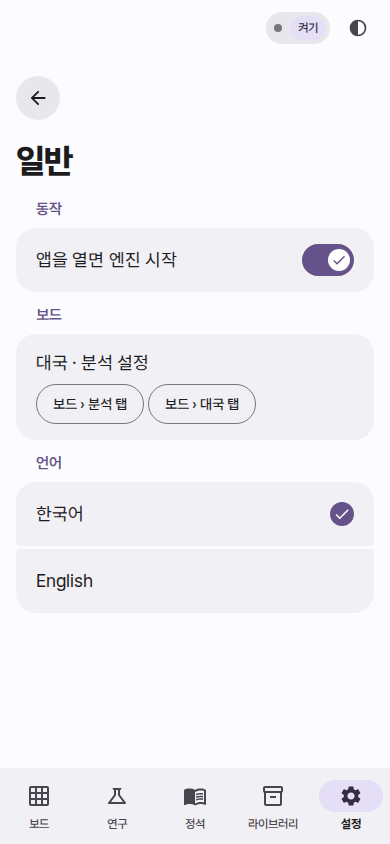 켜기
일반
동작
앱을 열면 엔진 시작
보드
대국 · 분석 설정
보드 › 분석 탭
보드 › 대국 탭
언어
한국어
English
보드
연구
정석
라이브러리
설정